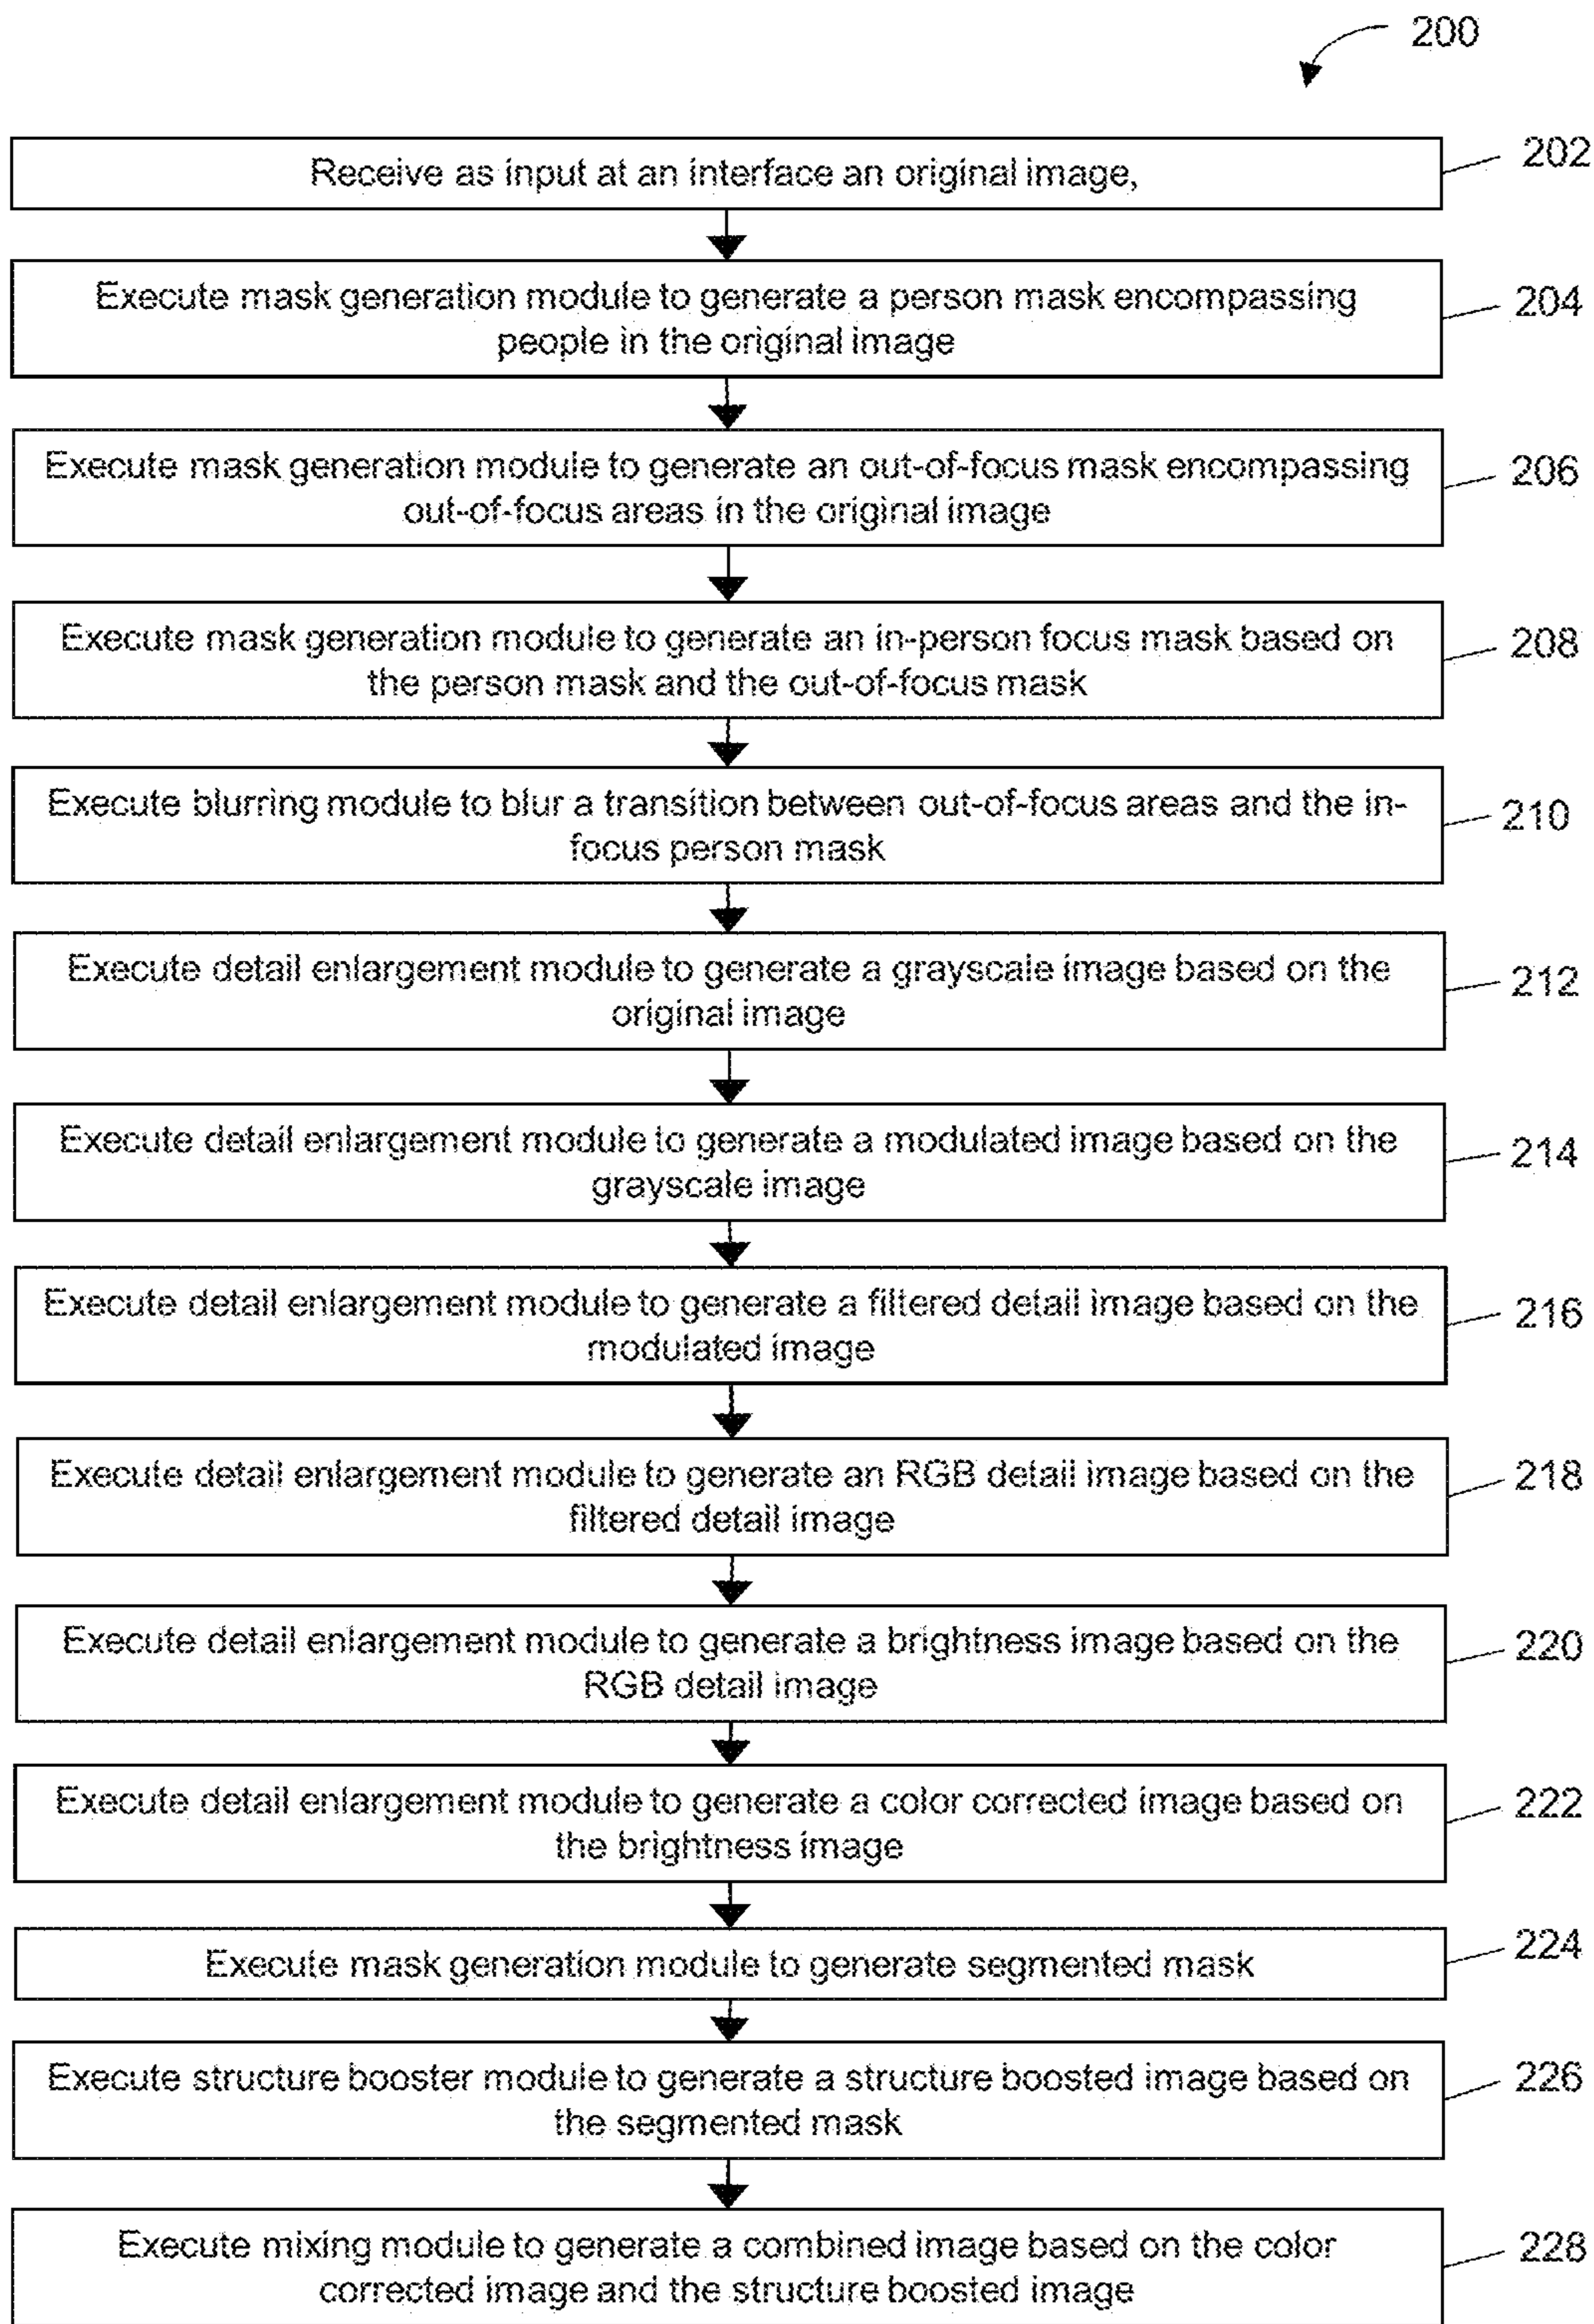 200
Receive as input at an interface an original image,
202
Execute mask generation module to generate a person mask encompassing
people in the original image
204
Execute mask generation module to generate an out-of-focus mask encompassing
out-of-focus areas in the original image
206
Execute mask generation module to generate an in-person focus mask based on
the person mask and the out-of-focus mask
208
Execute blurring module to blur a transition between out-of-focus areas and the in-
focus person mask
210
Execute detail enlargement module to generate a grayscale image based on the
original image
212
Execute detail enlargement module to generate a modulated image based on the
grayscale image
214
Execute detail enlargement module to generate a filtered detail image based on the
modulated image
216
Execute detail enlargement module to generate an RGB detail image based on the
filtered detail image
218
Execute detail enlargement module to generate a brightness image based on the
RGB detail image
220
Execute detail enlargement module to generate a color corrected image based on
the brightness image
222
Execute mask generation module to generate segmented mask
224
Execute structure booster module to generate a structure boosted image based on
the segmented mask
226
Execute mixing module to generate a combined image based on the color
corrected image and the structure boosted image
228